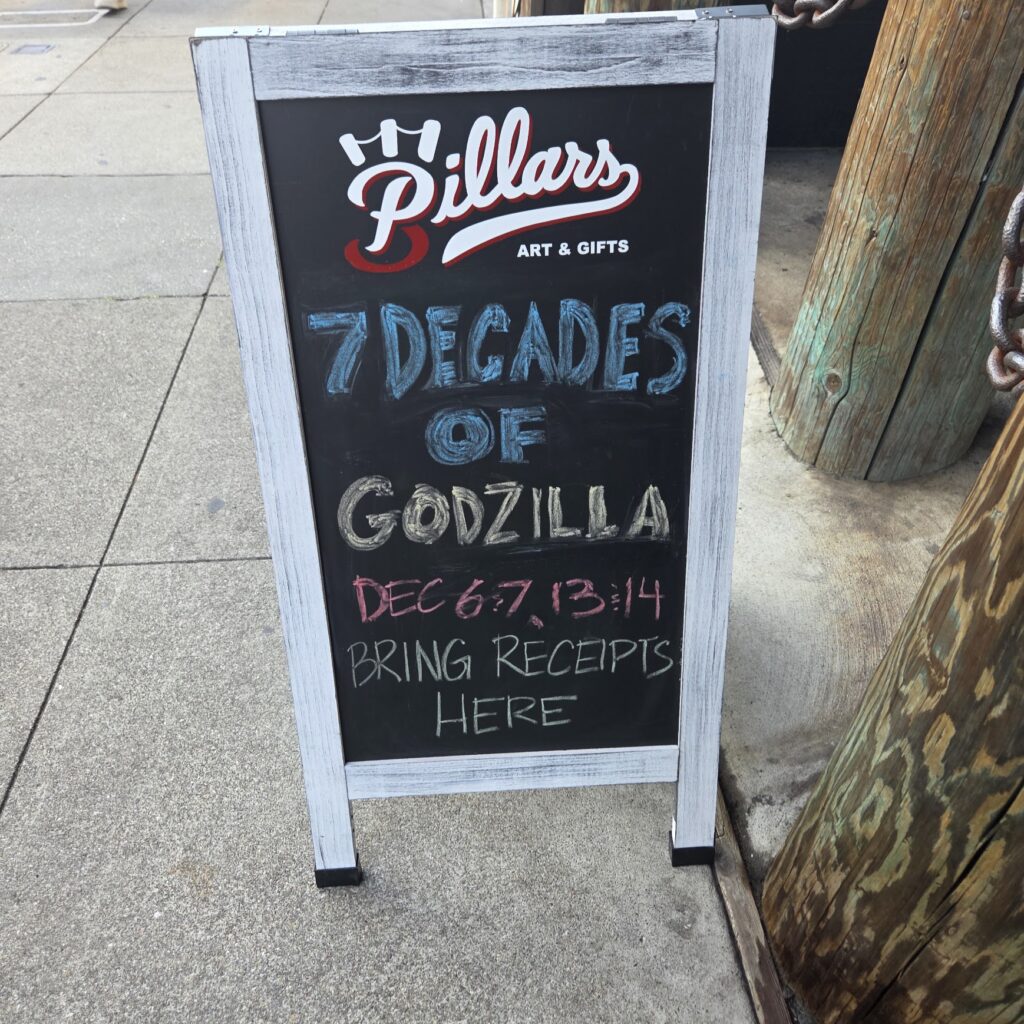 Pillars
ART & GIFTS
7 DECADES
OF
GODZILLA
DEC 6 & 7, 13 & 14
BRING RECEIPTS
HERE